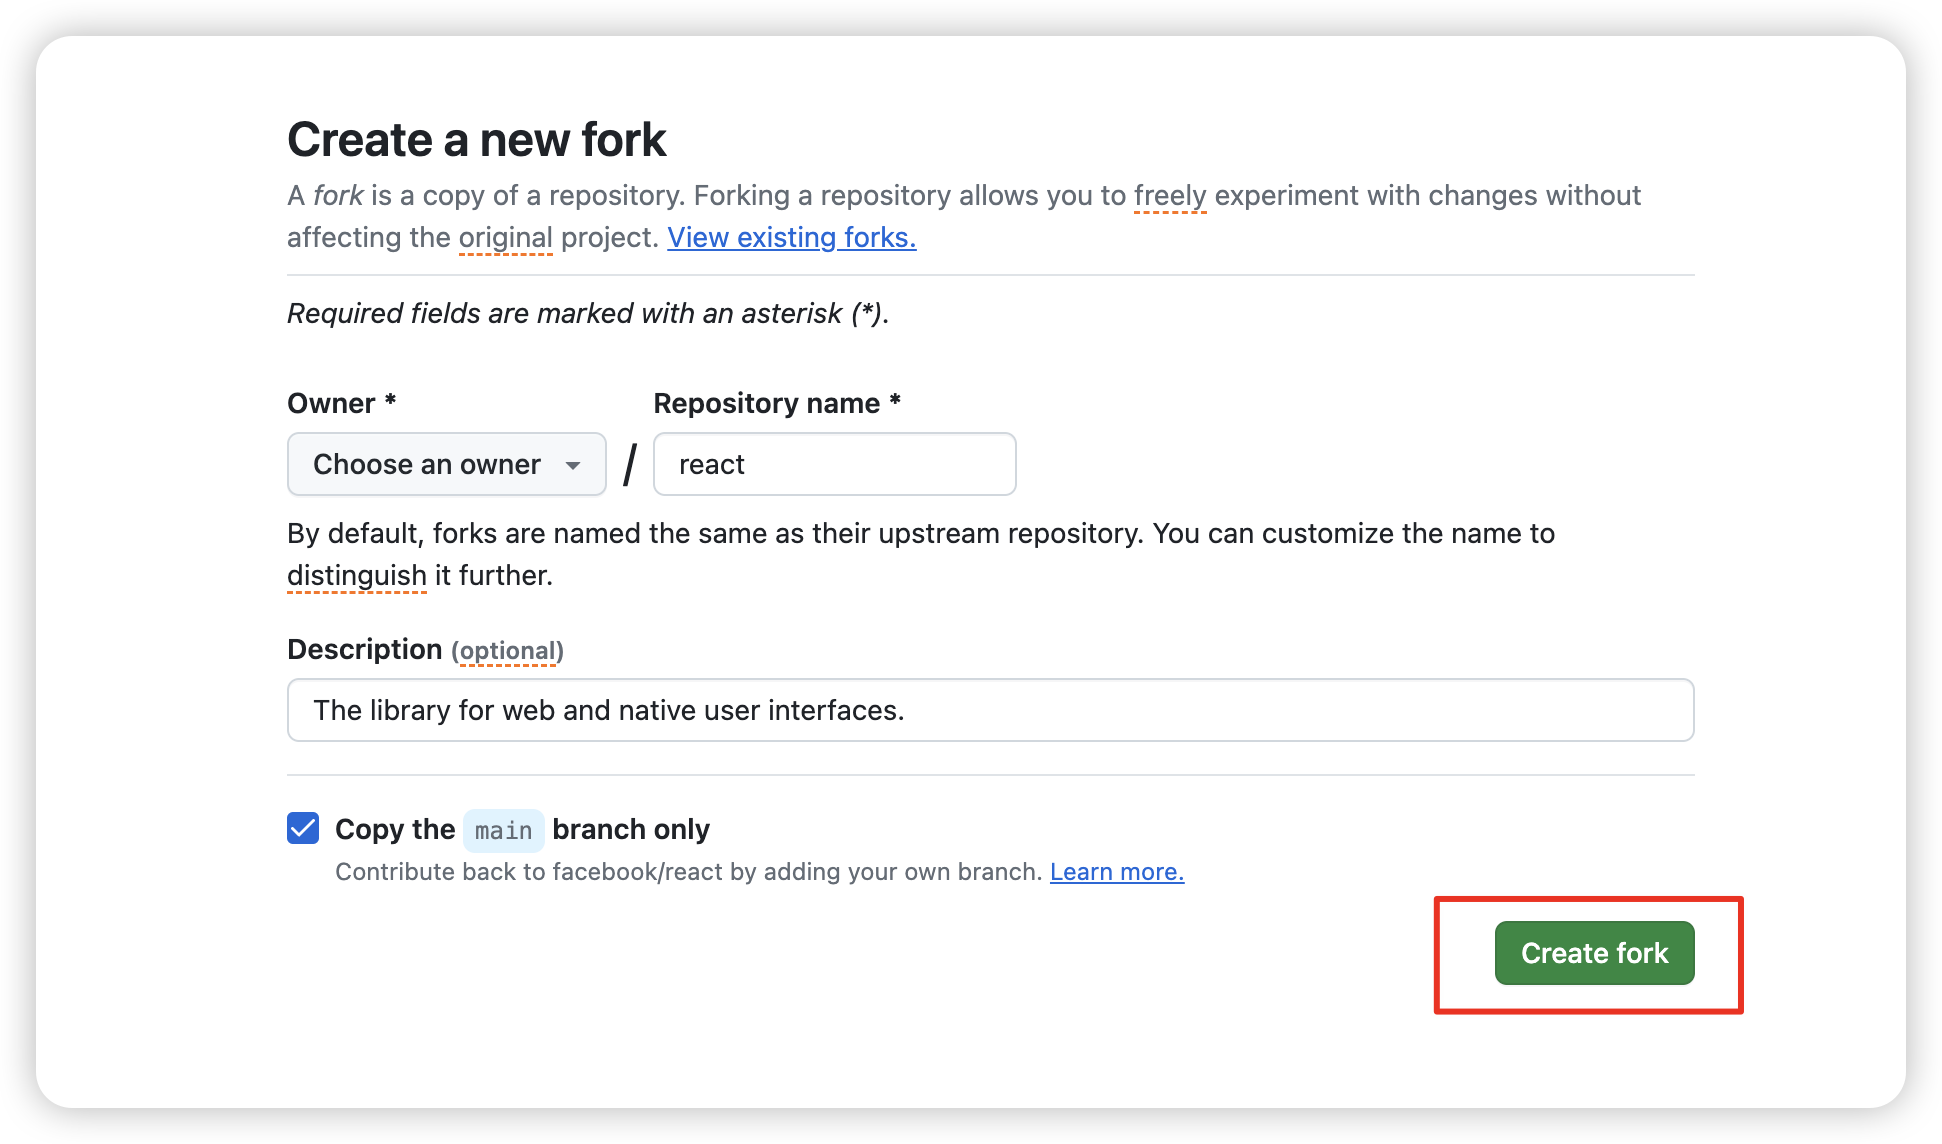 Create a new fork
A fork is a copy of a repository. Forking a repository allows you to freely experiment with changes without
affecting the original project. View existing forks.
Required fields are marked with an asterisk (*).
Owner *
Repository name *
Choose an owner
/
react
By default, forks are named the same as their upstream repository. You can customize the name to
distinguish it further.
Description (optional)
The library for web and native user interfaces.
Copy the main branch only
Contribute back to facebook/react by adding your own branch. Learn more.
Create fork